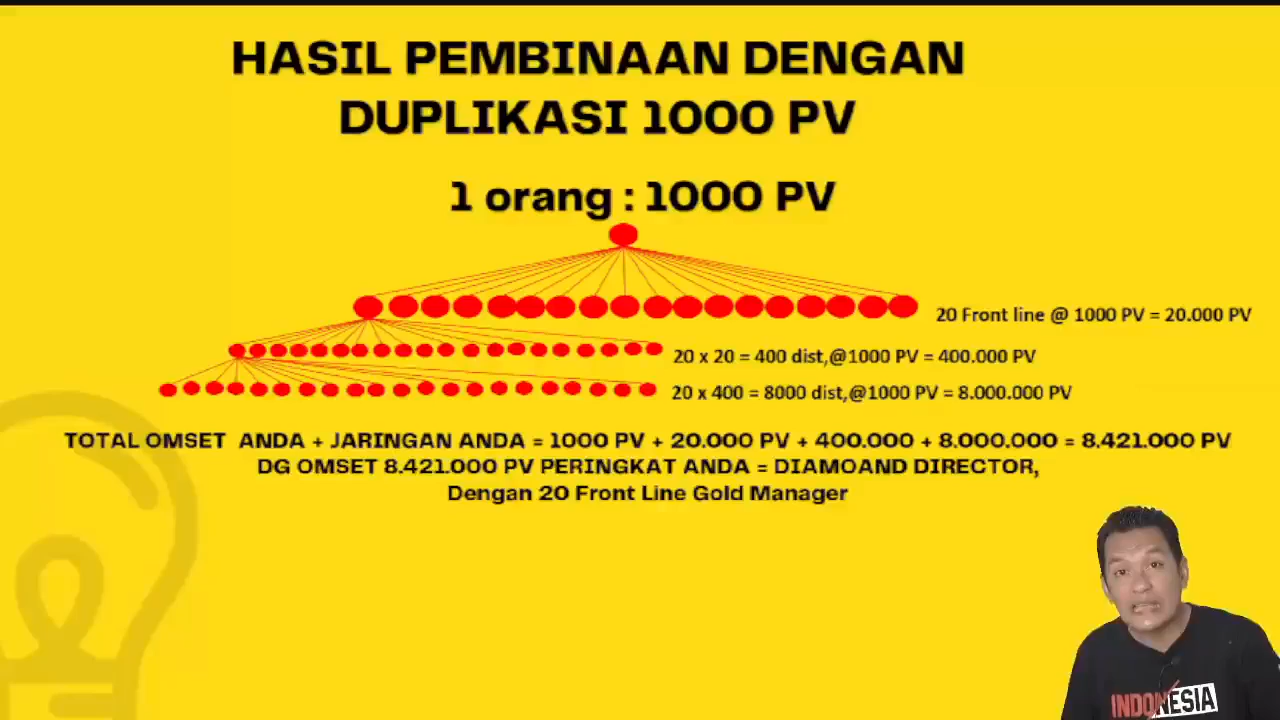 HASIL PEMBINAAN DENGAN
DUPLIKASI 1000 PV
1 orang : 1000 PV
20 Front line @ 1000 PV = 20.000 PV
20 x 20 = 400 dist,@1000 PV = 400.000 PV
20 x 400 = 8000 dist,@1000 PV = 8.000.000 PV
TOTAL OMSET ANDA + JARINGAN ANDA = 1000 PV + 20.000 PV + 400.000 + 8.000.000 = 8.421.000 PV
DG OMSET 8.421.000 PV PERINGKAT ANDA = DIAMOAND DIRECTOR,
Dengan 20 Front Line Gold Manager
INDONESIA